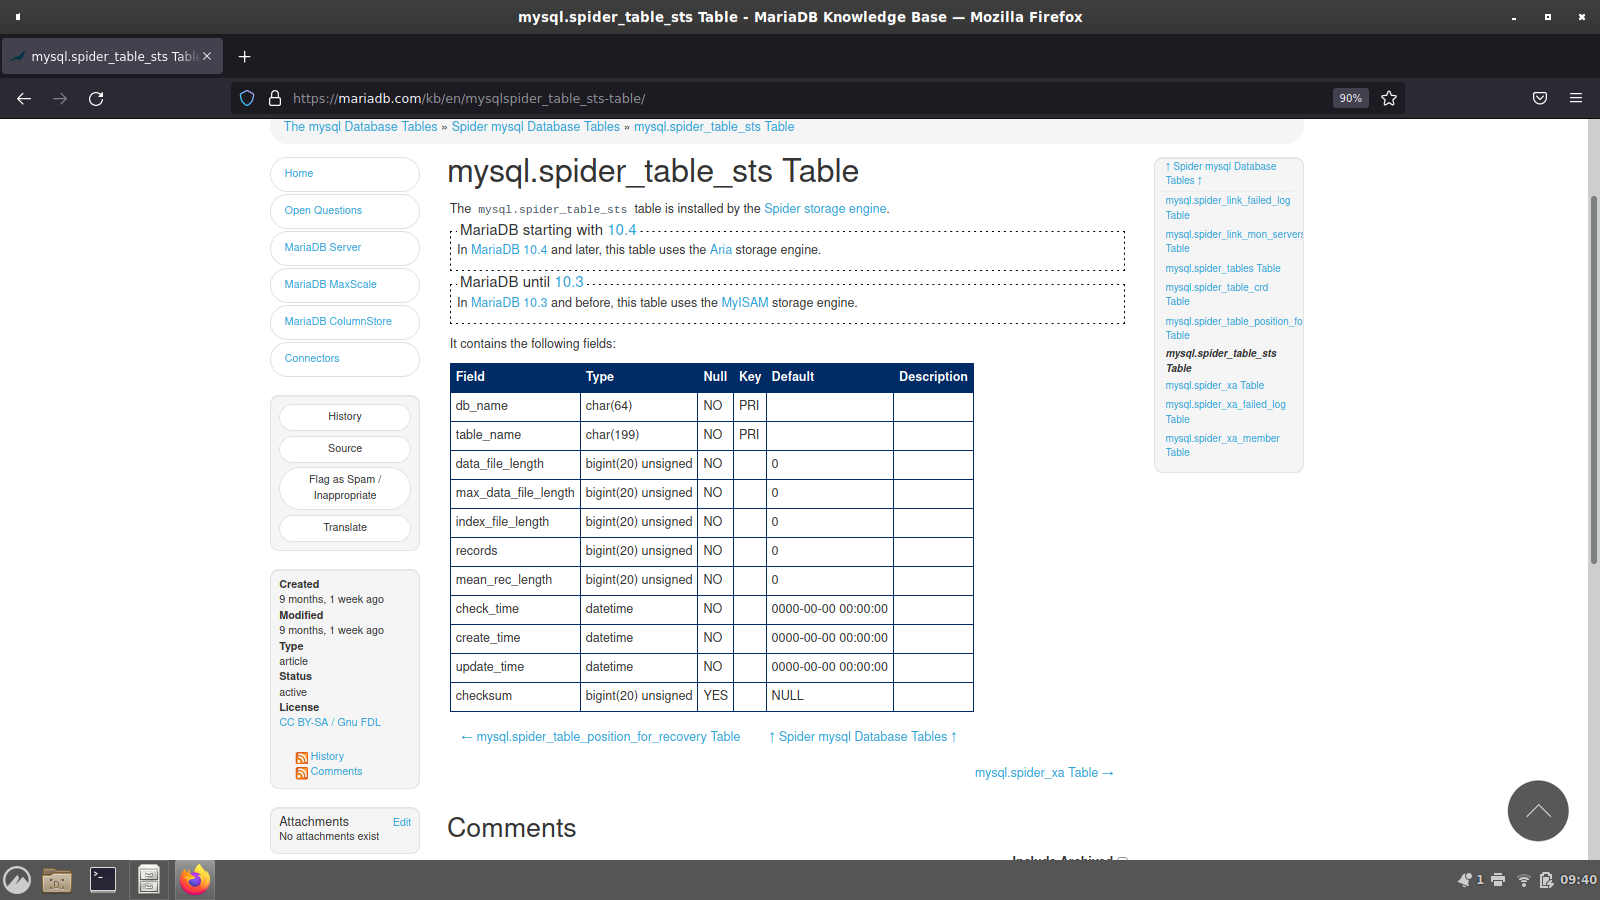 mysql.spider_table_sts Table - MariaDB Knowledge Base — Mozilla Firefox
mysql.spider_table_sts Tabl
https://mariadb.com/kb/en/mysqlspider_table_sts-table/
90%
The mysql Database Tables » Spider mysql Database Tables » mysql.spider_table_sts Table
Home
Open Questions
MariaDB Server
MariaDB MaxScale
MariaDB ColumnStore
Connectors
History
Source
Flag as Spam /
Inappropriate
Translate
Created
9 months, 1 week ago
Modified
9 months, 1 week ago
Type
article
Status
active
License
CC BY-SA / Gnu FDL
History
Comments
Attachments Edit
No attachments exist
mysql.spider_table_sts Table
The mysql.spider_table_sts table is installed by the Spider storage engine.
MariaDB starting with 10.4
In MariaDB 10.4 and later, this table uses the Aria storage engine.
MariaDB until 10.3
In MariaDB 10.3 and before, this table uses the MyISAM storage engine.
It contains the following fields:
Field Type Null Key Default Description
db_name char(64) NO PRI
table_name char(199) NO PRI
data_file_length bigint(20) unsigned NO 0
max_data_file_length bigint(20) unsigned NO 0
index_file_length bigint(20) unsigned NO 0
records bigint(20) unsigned NO 0
mean_rec_length bigint(20) unsigned NO 0
check_time datetime NO 0000-00-00 00:00:00
create_time datetime NO 0000-00-00 00:00:00
update_time datetime NO 0000-00-00 00:00:00
checksum bigint(20) unsigned YES NULL
← mysql.spider_table_position_for_recovery Table ↑ Spider mysql Database Tables ↑
mysql.spider_xa Table →
Comments
Include Archived
↑ Spider mysql Database
Tables ↑
mysql.spider_link_failed_log
Table
mysql.spider_link_mon_servers
Table
mysql.spider_tables Table
mysql.spider_table_crd
Table
mysql.spider_table_position_fo
Table
mysql.spider_table_sts
Table
mysql.spider_xa Table
mysql.spider_xa_failed_log
Table
mysql.spider_xa_member
Table
1
09:40